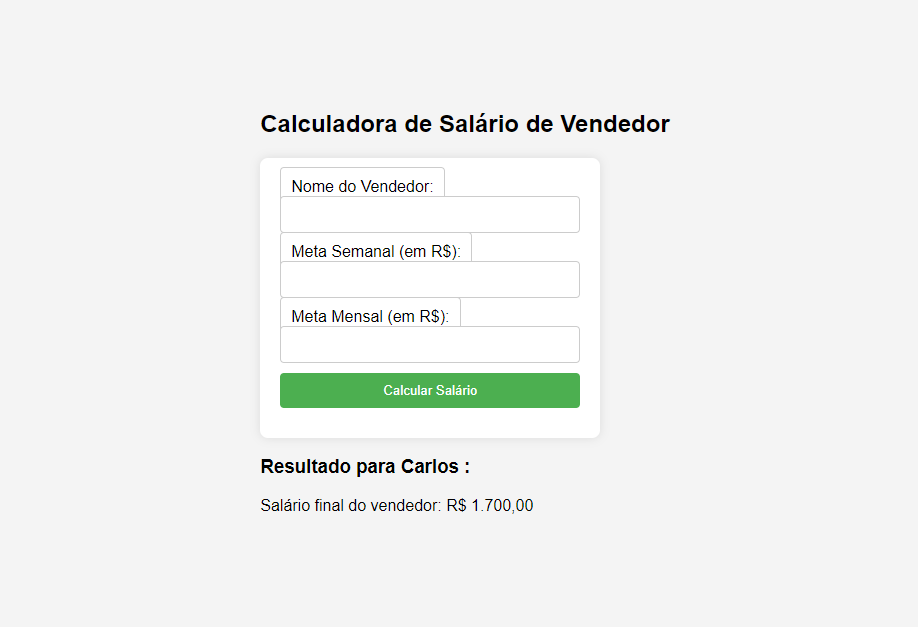 Calculadora de Salário de Vendedor
Nome do Vendedor:
Meta Semanal (em R$):
Meta Mensal (em R$):
Calcular Salário
Resultado para Carlos :
Salário final do vendedor: R$ 1.700,00